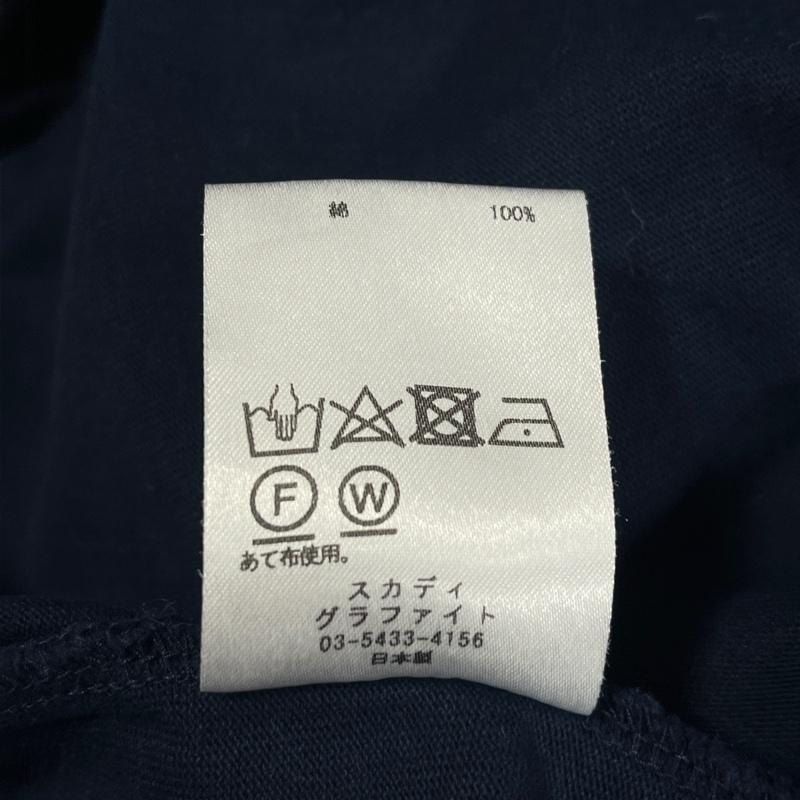 綿 100%
F W
あて布使用。
スカディ
グラファイト
03-5433-4156
日本製